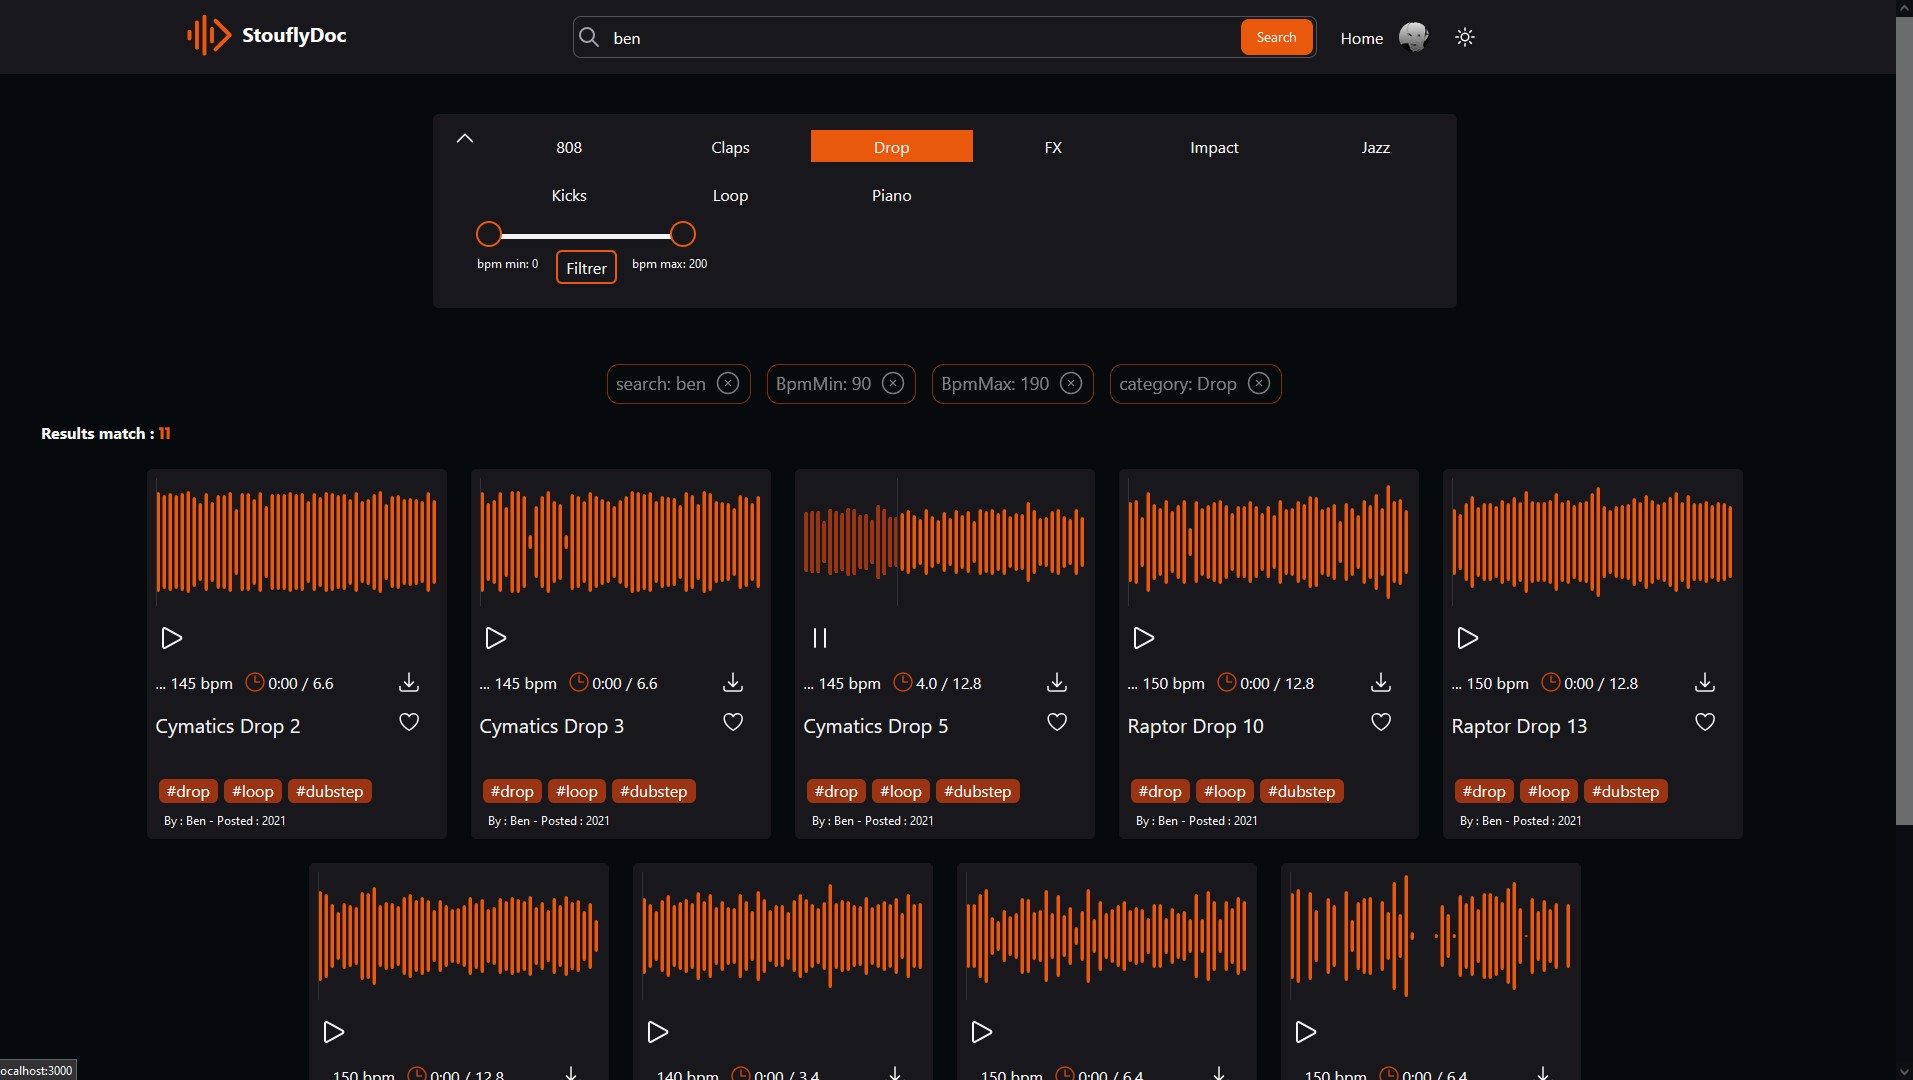 StouflyDoc
ben
Search
Home
808 Claps Drop FX Impact Jazz
Kicks Loop Piano
bpm min: 0 Filtrer bpm max: 200
search: ben BpmMin: 90 BpmMax: 190 category: Drop
Results match : 11
... 145 bpm 0:00 / 6.6
Cymatics Drop 2
#drop #loop #dubstep
By : Ben - Posted : 2021
... 145 bpm 0:00 / 6.6
Cymatics Drop 3
#drop #loop #dubstep
By : Ben - Posted : 2021
... 145 bpm 4.0 / 12.8
Cymatics Drop 5
#drop #loop #dubstep
By : Ben - Posted : 2021
... 150 bpm 0:00 / 12.8
Raptor Drop 10
#drop #loop #dubstep
By : Ben - Posted : 2021
... 150 bpm 0:00 / 12.8
Raptor Drop 13
#drop #loop #dubstep
By : Ben - Posted : 2021
150 bpm 0:00 / 12.8
140 bpm 0:00 / 3.4
150 bpm 0:00 / 6.4
150 bpm 0:00 / 6.4
ocalhost:3000